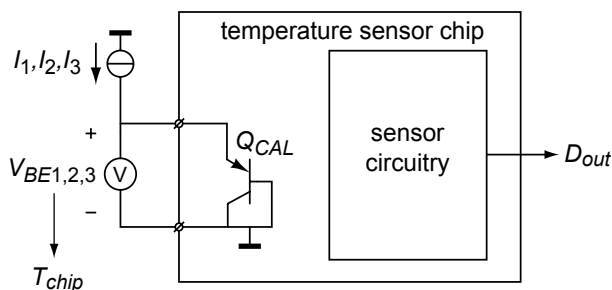 temperature sensor chip
I1,I2,I3
+
QCAL
sensor
circuitry
Dout
VBE1,2,3
V
−
Tchip